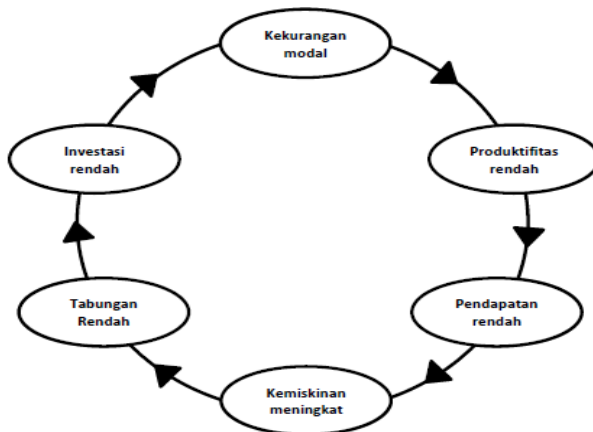 Kekurangan
modal
Produktifitas
rendah
Pendapatan
rendah
Kemiskinan
meningkat
Tabungan
Rendah
Investasi
rendah